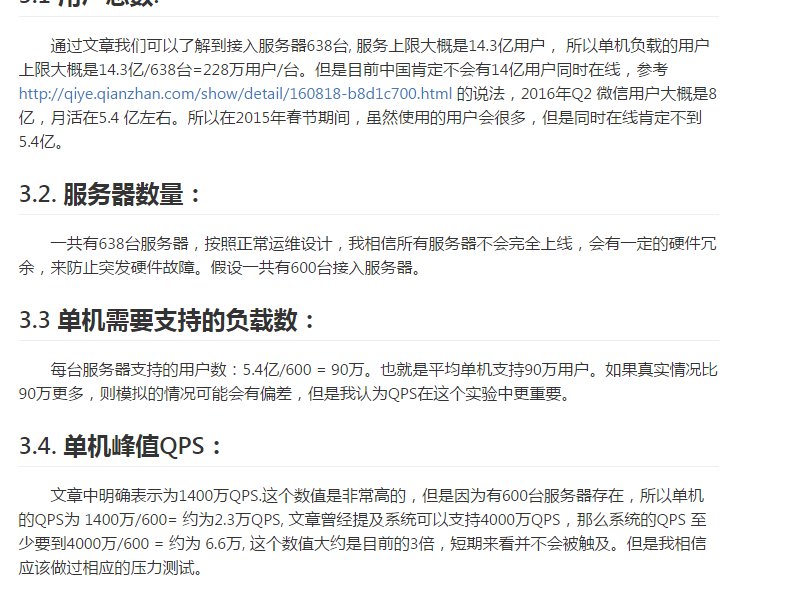 3.1 用户总数:
通过文章我们可以了解到接入服务器638台, 服务上限大概是14.3亿用户， 所以单机负载的用户
上限大概是14.3亿/638台=228万用户/台。但是目前中国肯定不会有14亿用户同时在线，参考
http://qiye.qianzhan.com/show/detail/160818-b8d1c700.html 的说法，2016年Q2 微信用户大概是8
亿，月活在5.4 亿左右。所以在2015年春节期间，虽然使用的用户会很多，但是同时在线肯定不到
5.4亿。
3.2. 服务器数量：
一共有638台服务器，按照正常运维设计，我相信所有服务器不会完全上线，会有一定的硬件冗
余，来防止突发硬件故障。假设一共有600台接入服务器。
3.3 单机需要支持的负载数：
每台服务器支持的用户数：5.4亿/600 = 90万。也就是平均单机支持90万用户。如果真实情况比
90万更多，则模拟的情况可能会有偏差，但是我认为QPS在这个实验中更重要。
3.4. 单机峰值QPS：
文章中明确表示为1400万QPS.这个数值是非常高的，但是因为有600台服务器存在，所以单机
的QPS为 1400万/600= 约为2.3万QPS, 文章曾经提及系统可以支持4000万QPS，那么系统的QPS 至
少要到4000万/600 = 约为 6.6万, 这个数值大约是目前的3倍，短期来看并不会被触及。但是我相信
应该做过相应的压力测试。